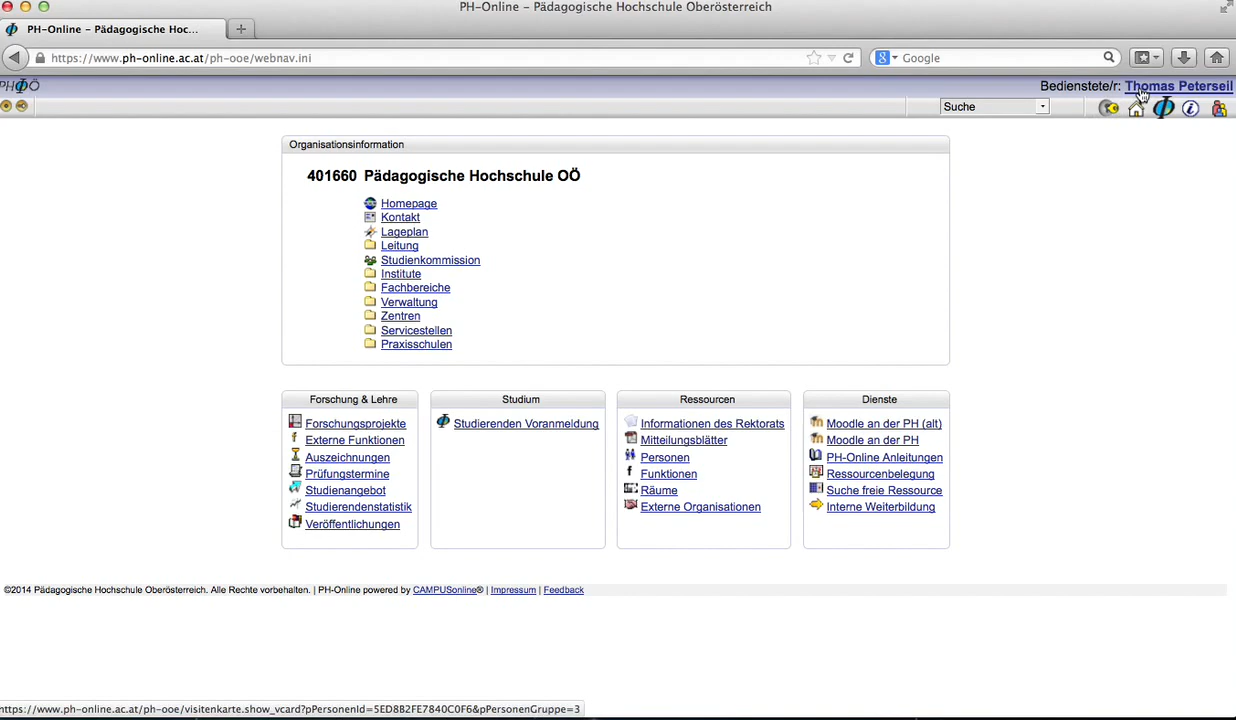 PH-Online - Pädagogische Hochschule Oberösterreich
PH-Online - Pädagogische Hoc...
https://www.ph-online.ac.at/ph-ooe/webnav.ini
Google
PHÖ
Bedienstete/r: Thomas Peterseil
Suche
Organisationsinformation
401660 Pädagogische Hochschule OÖ
Homepage
Kontakt
Lageplan
Leitung
Studienkommission
Institute
Fachbereiche
Verwaltung
Zentren
Servicestellen
Praxisschulen
Forschung & Lehre
Forschungsprojekte
Externe Funktionen
Auszeichnungen
Prüfungstermine
Studienangebot
Studierendenstatistik
Veröffentlichungen
Studium
Studierenden Voranmeldung
Ressourcen
Informationen des Rektorats
Mitteilungsblätter
Personen
Funktionen
Räume
Externe Organisationen
Dienste
Moodle an der PH (alt)
Moodle an der PH
PH-Online Anleitungen
Ressourcenbelegung
Suche freie Ressource
Interne Weiterbildung
©2014 Pädagogische Hochschule Oberösterreich. Alle Rechte vorbehalten. | PH-Online powered by CAMPUSonline® | Impressum | Feedback
https://www.ph-online.ac.at/ph-ooe/visitenkarte.show_vcard?pPersonenId=5ED8B2FE7840C0F6&pPersonenGruppe=3